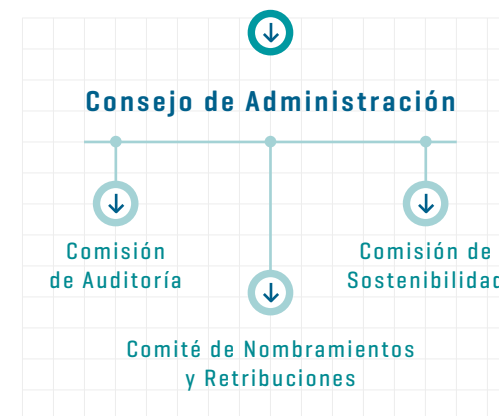 Consejo de Administración
Comisión
de Auditoría
Comisión de
Sostenibilidad
Comité de Nombramientos
y Retribuciones